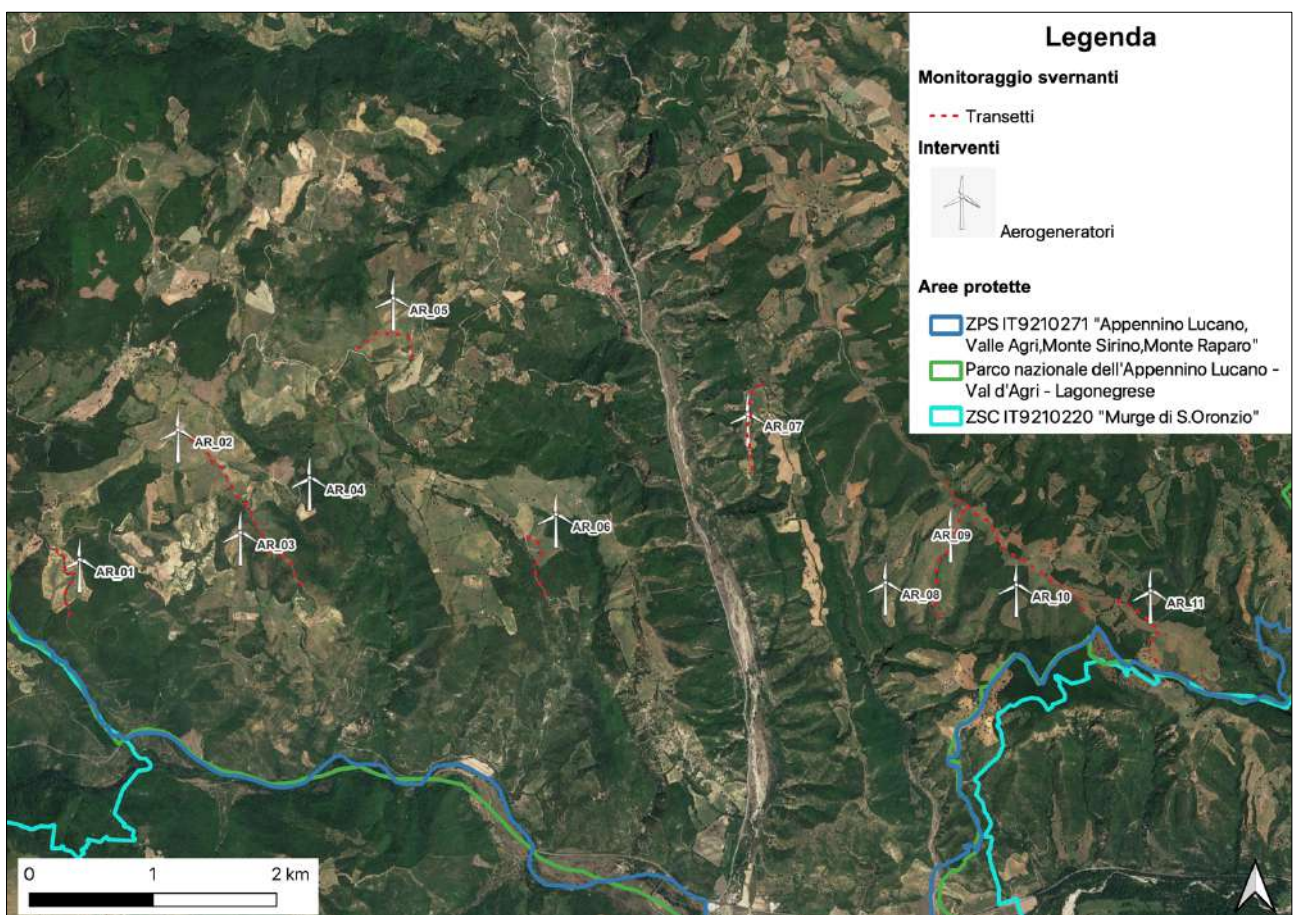 Legenda
Monitoraggio svernanti
Transetti
Interventi
Aerogeneratori
Aree protette
ZPS IT9210271 "Appennino Lucano,
Valle Agri,Monte Sirino,Monte Raparo"
Parco nazionale dell'Appennino Lucano -
Val d'Agri - Lagonegrese
ZSC IT9210220 "Murge di S.Oronzio"
AR_05
AR_07
AR_02
AR_04
AR_06
AR_03
AR_09
AR_01
AR_08
AR_10
AR_11
0 1 2 km